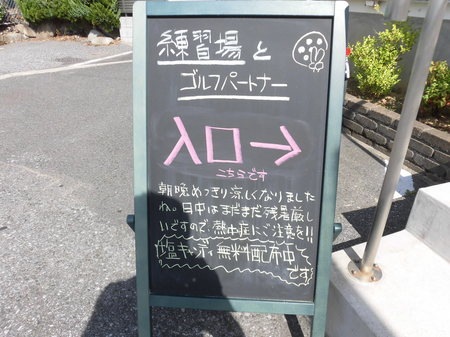 練習場と
ゴルフパートナー
入口→
こちらです
朝晩めっきり涼しくなりました
ね。日中はまだまだ残暑厳し
いですので、熱中症にご注意を!!
塩キャンディ無料配布中
です